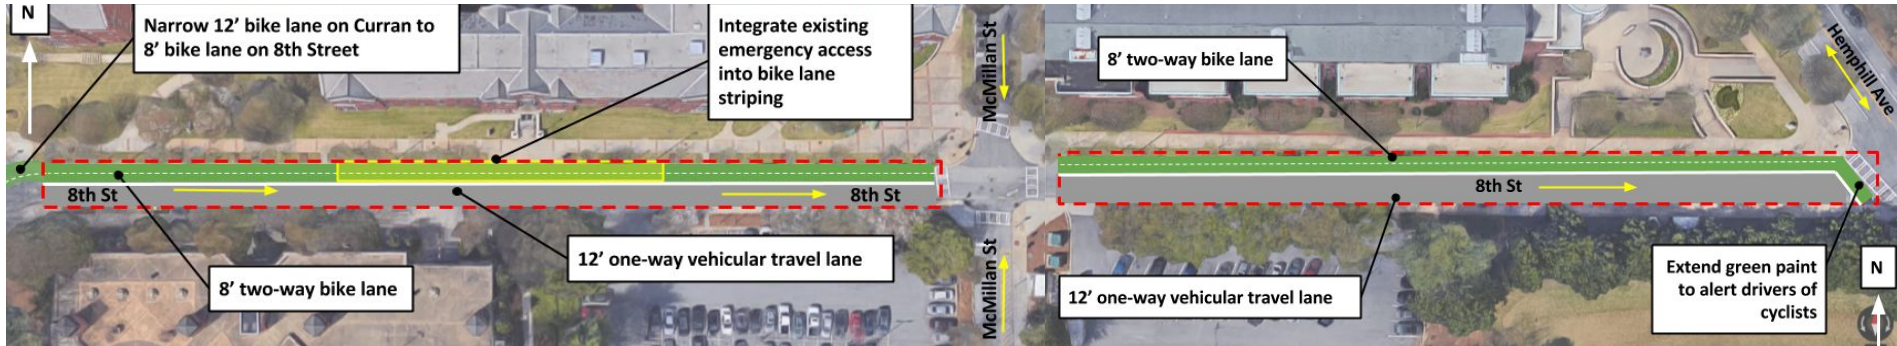 N
Narrow 12’ bike lane on Curran to
8’ bike lane on 8th Street
Integrate existing
emergency access
into bike lane
striping
McMillan St
8th St
8th St
8’ two-way bike lane
12’ one-way vehicular travel lane
McMillan St
8’ two-way bike lane
Hemphill Ave
8th St
12’ one-way vehicular travel lane
Extend green paint
to alert drivers of
cyclists
N